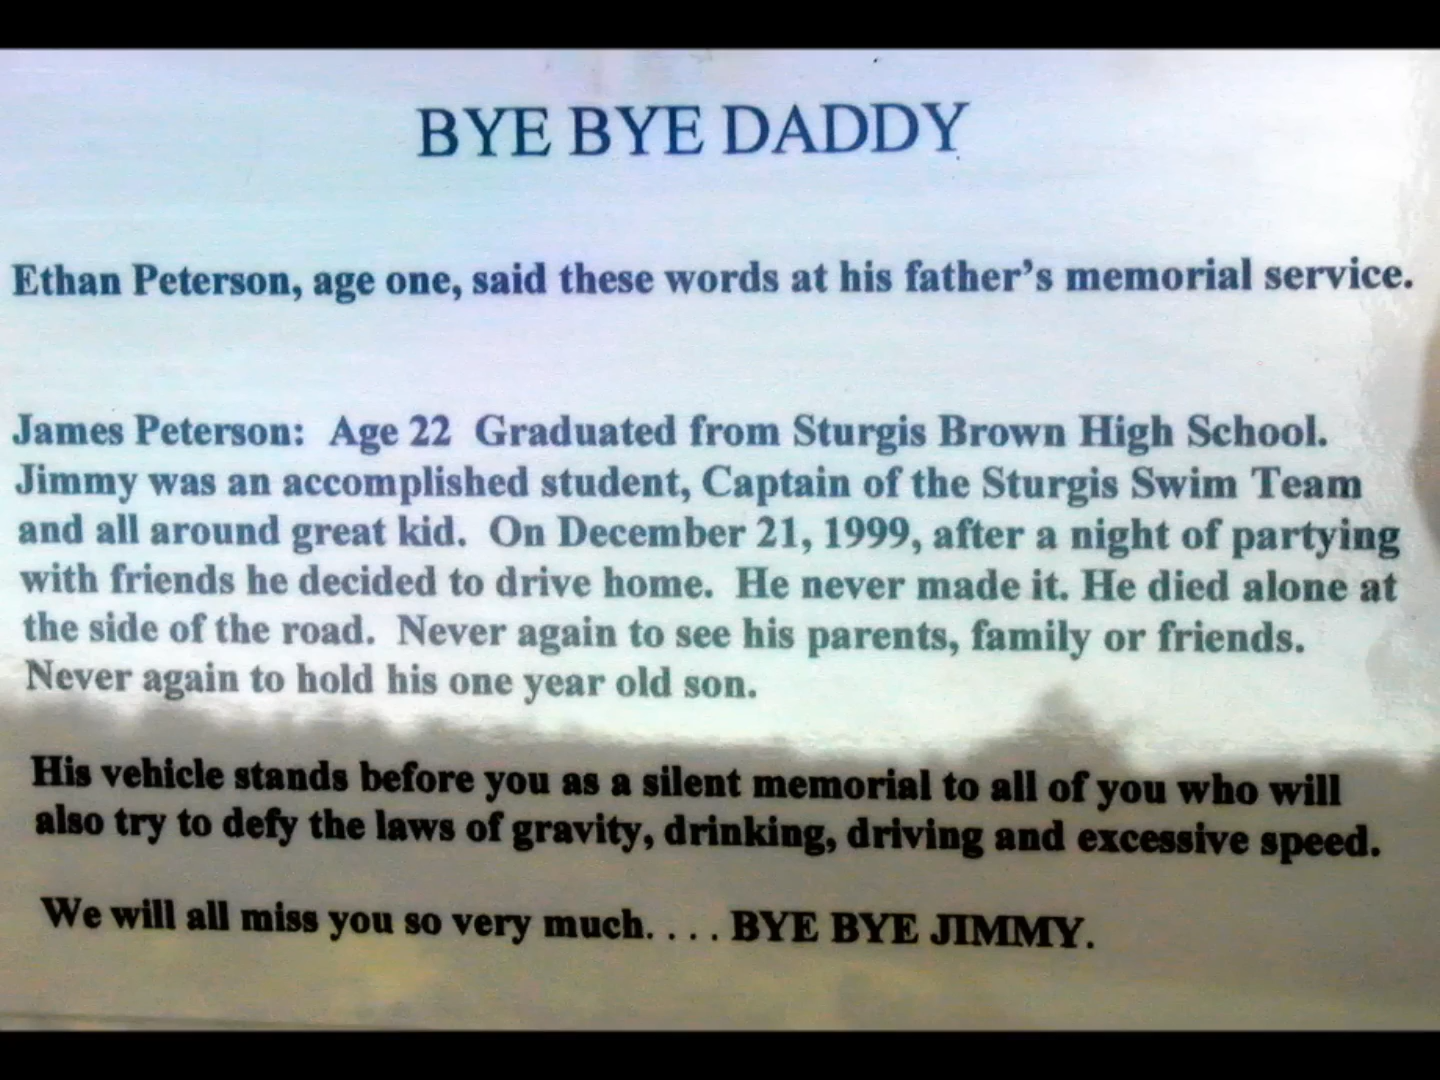 BYE BYE DADDY
Ethan Peterson, age one, said these words at his father's memorial service.
James Peterson: Age 22 Graduated from Sturgis Brown High School.
Jimmy was an accomplished student, Captain of the Sturgis Swim Team
and all around great kid. On December 21, 1999, after a night of partying
with friends he decided to drive home. He never made it. He died alone at
the side of the road. Never again to see his parents, family or friends.
Never again to hold his one year old son.
His vehicle stands before you as a silent memorial to all of you who will
also try to defy the laws of gravity, drinking, driving and excessive speed.
We will all miss you so very much. . . . BYE BYE JIMMY.